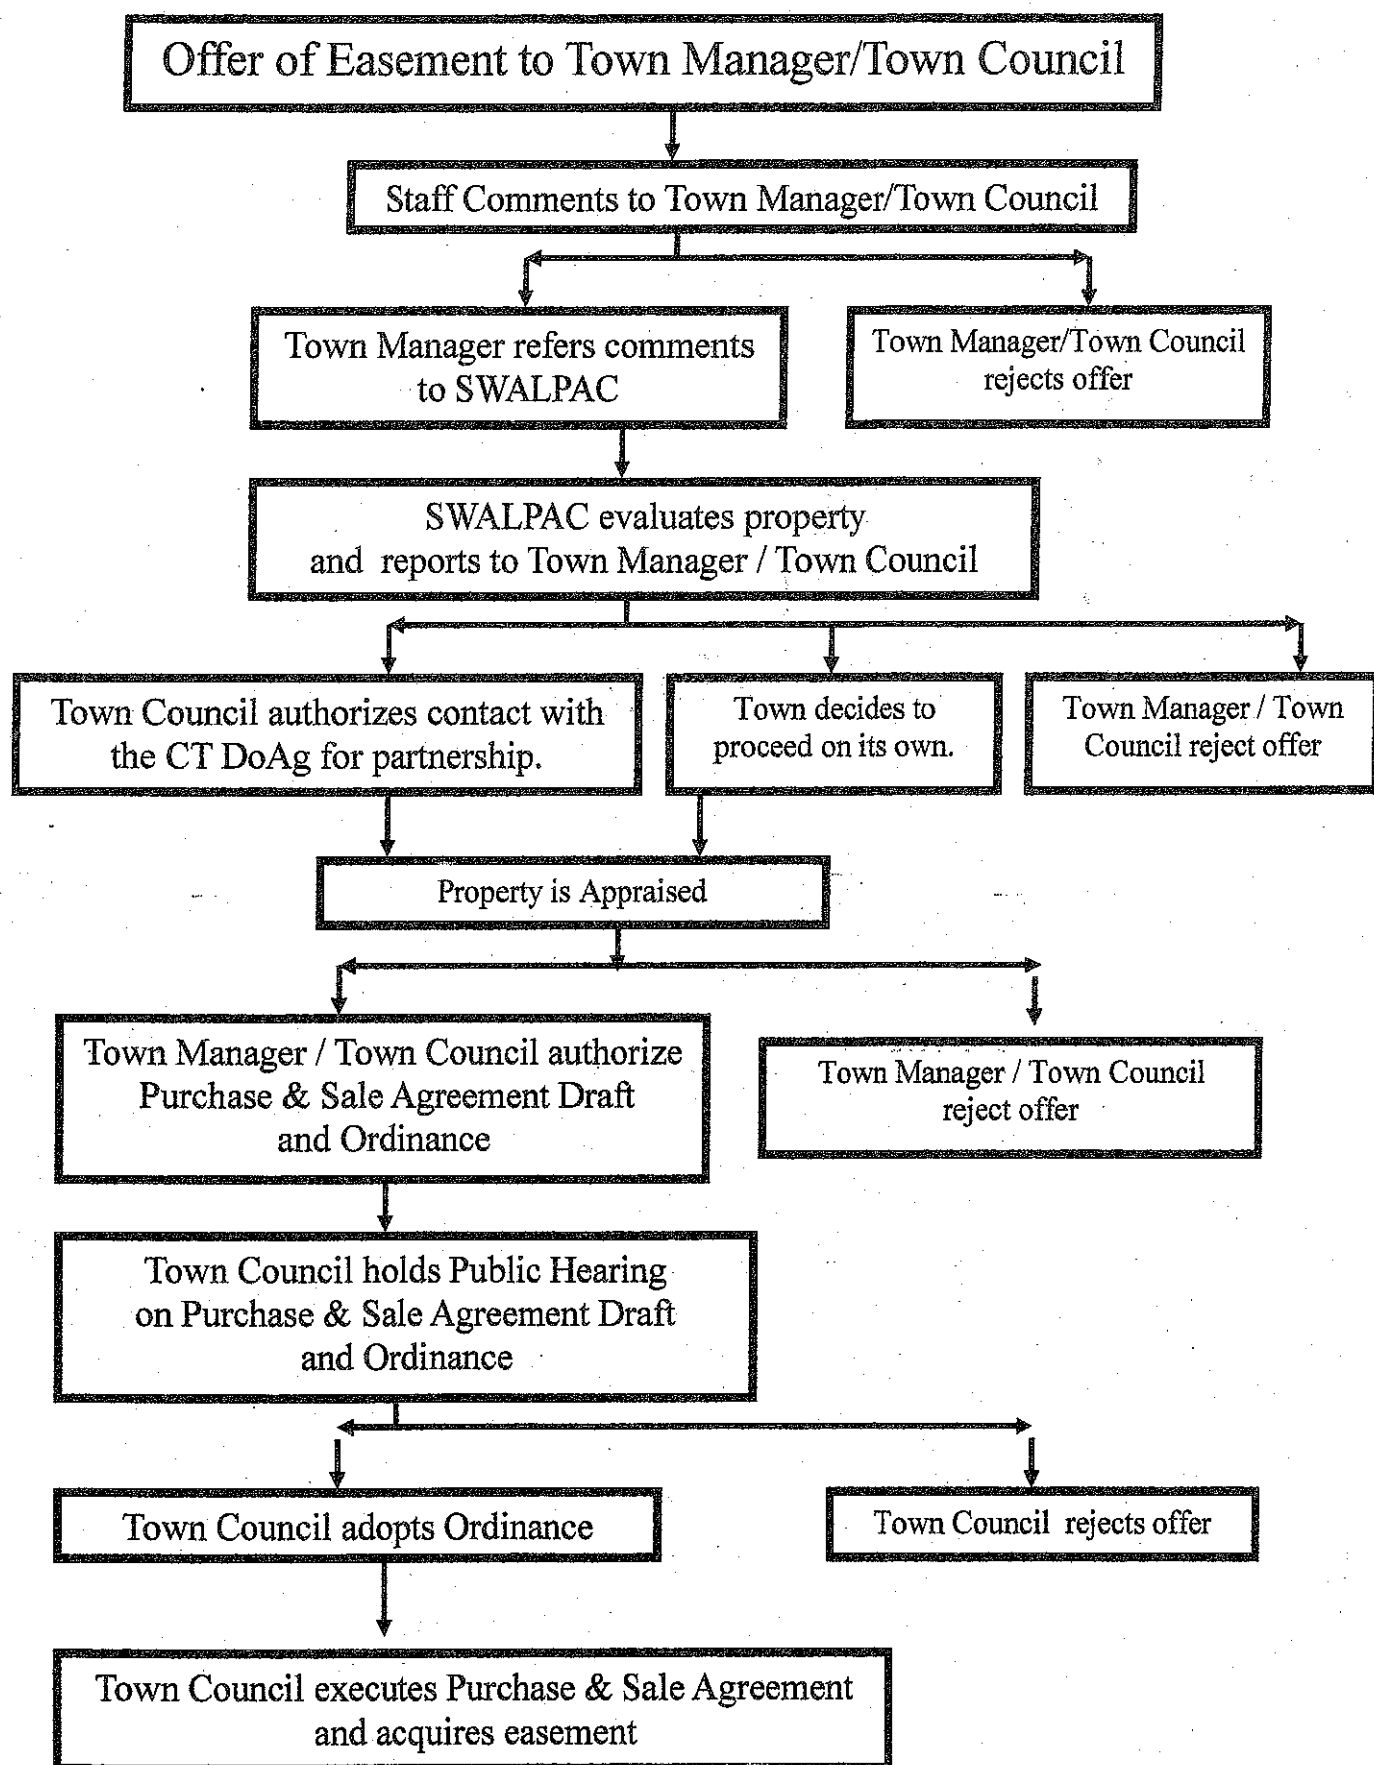 Offer of Easement to Town Manager/Town Council
Staff Comments to Town Manager/Town Council
Town Manager refers comments
to SWALPAC
Town Manager/Town Council
rejects offer
SWALPAC evaluates property
and reports to Town Manager / Town Council
Town Council authorizes contact with
the CT DoAg for partnership.
Town decides to
proceed on its own.
Town Manager / Town
Council reject offer
Property is Appraised
Town Manager / Town Council authorize
Purchase & Sale Agreement Draft
and Ordinance
Town Manager / Town Council
reject offer
Town Council holds Public Hearing
on Purchase & Sale Agreement Draft
and Ordinance
Town Council adopts Ordinance
Town Council rejects offer
Town Council executes Purchase & Sale Agreement
and acquires easement